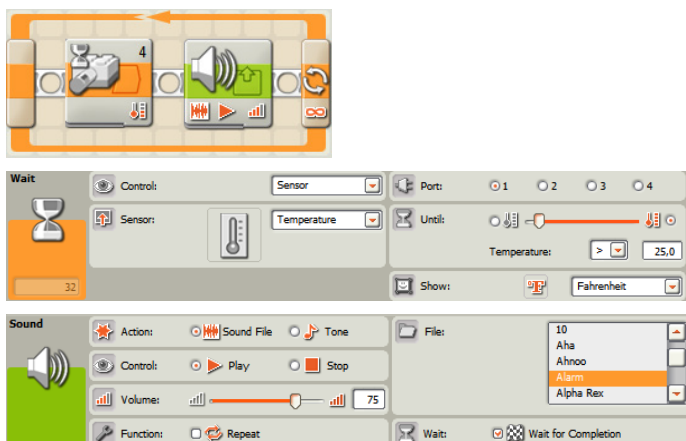 4
Wait
Control: Sensor
Port: 1 2 3 4
Sensor: Temperature
Until:
Temperature: > 25,0
32
Show: °F Fahrenheit
Sound
Action: Sound File Tone
File: 10
Aha
Ahnoo
Alarm
Alpha Rex
Control: Play Stop
Volume: 75
Function: Repeat
Wait: Wait for Completion